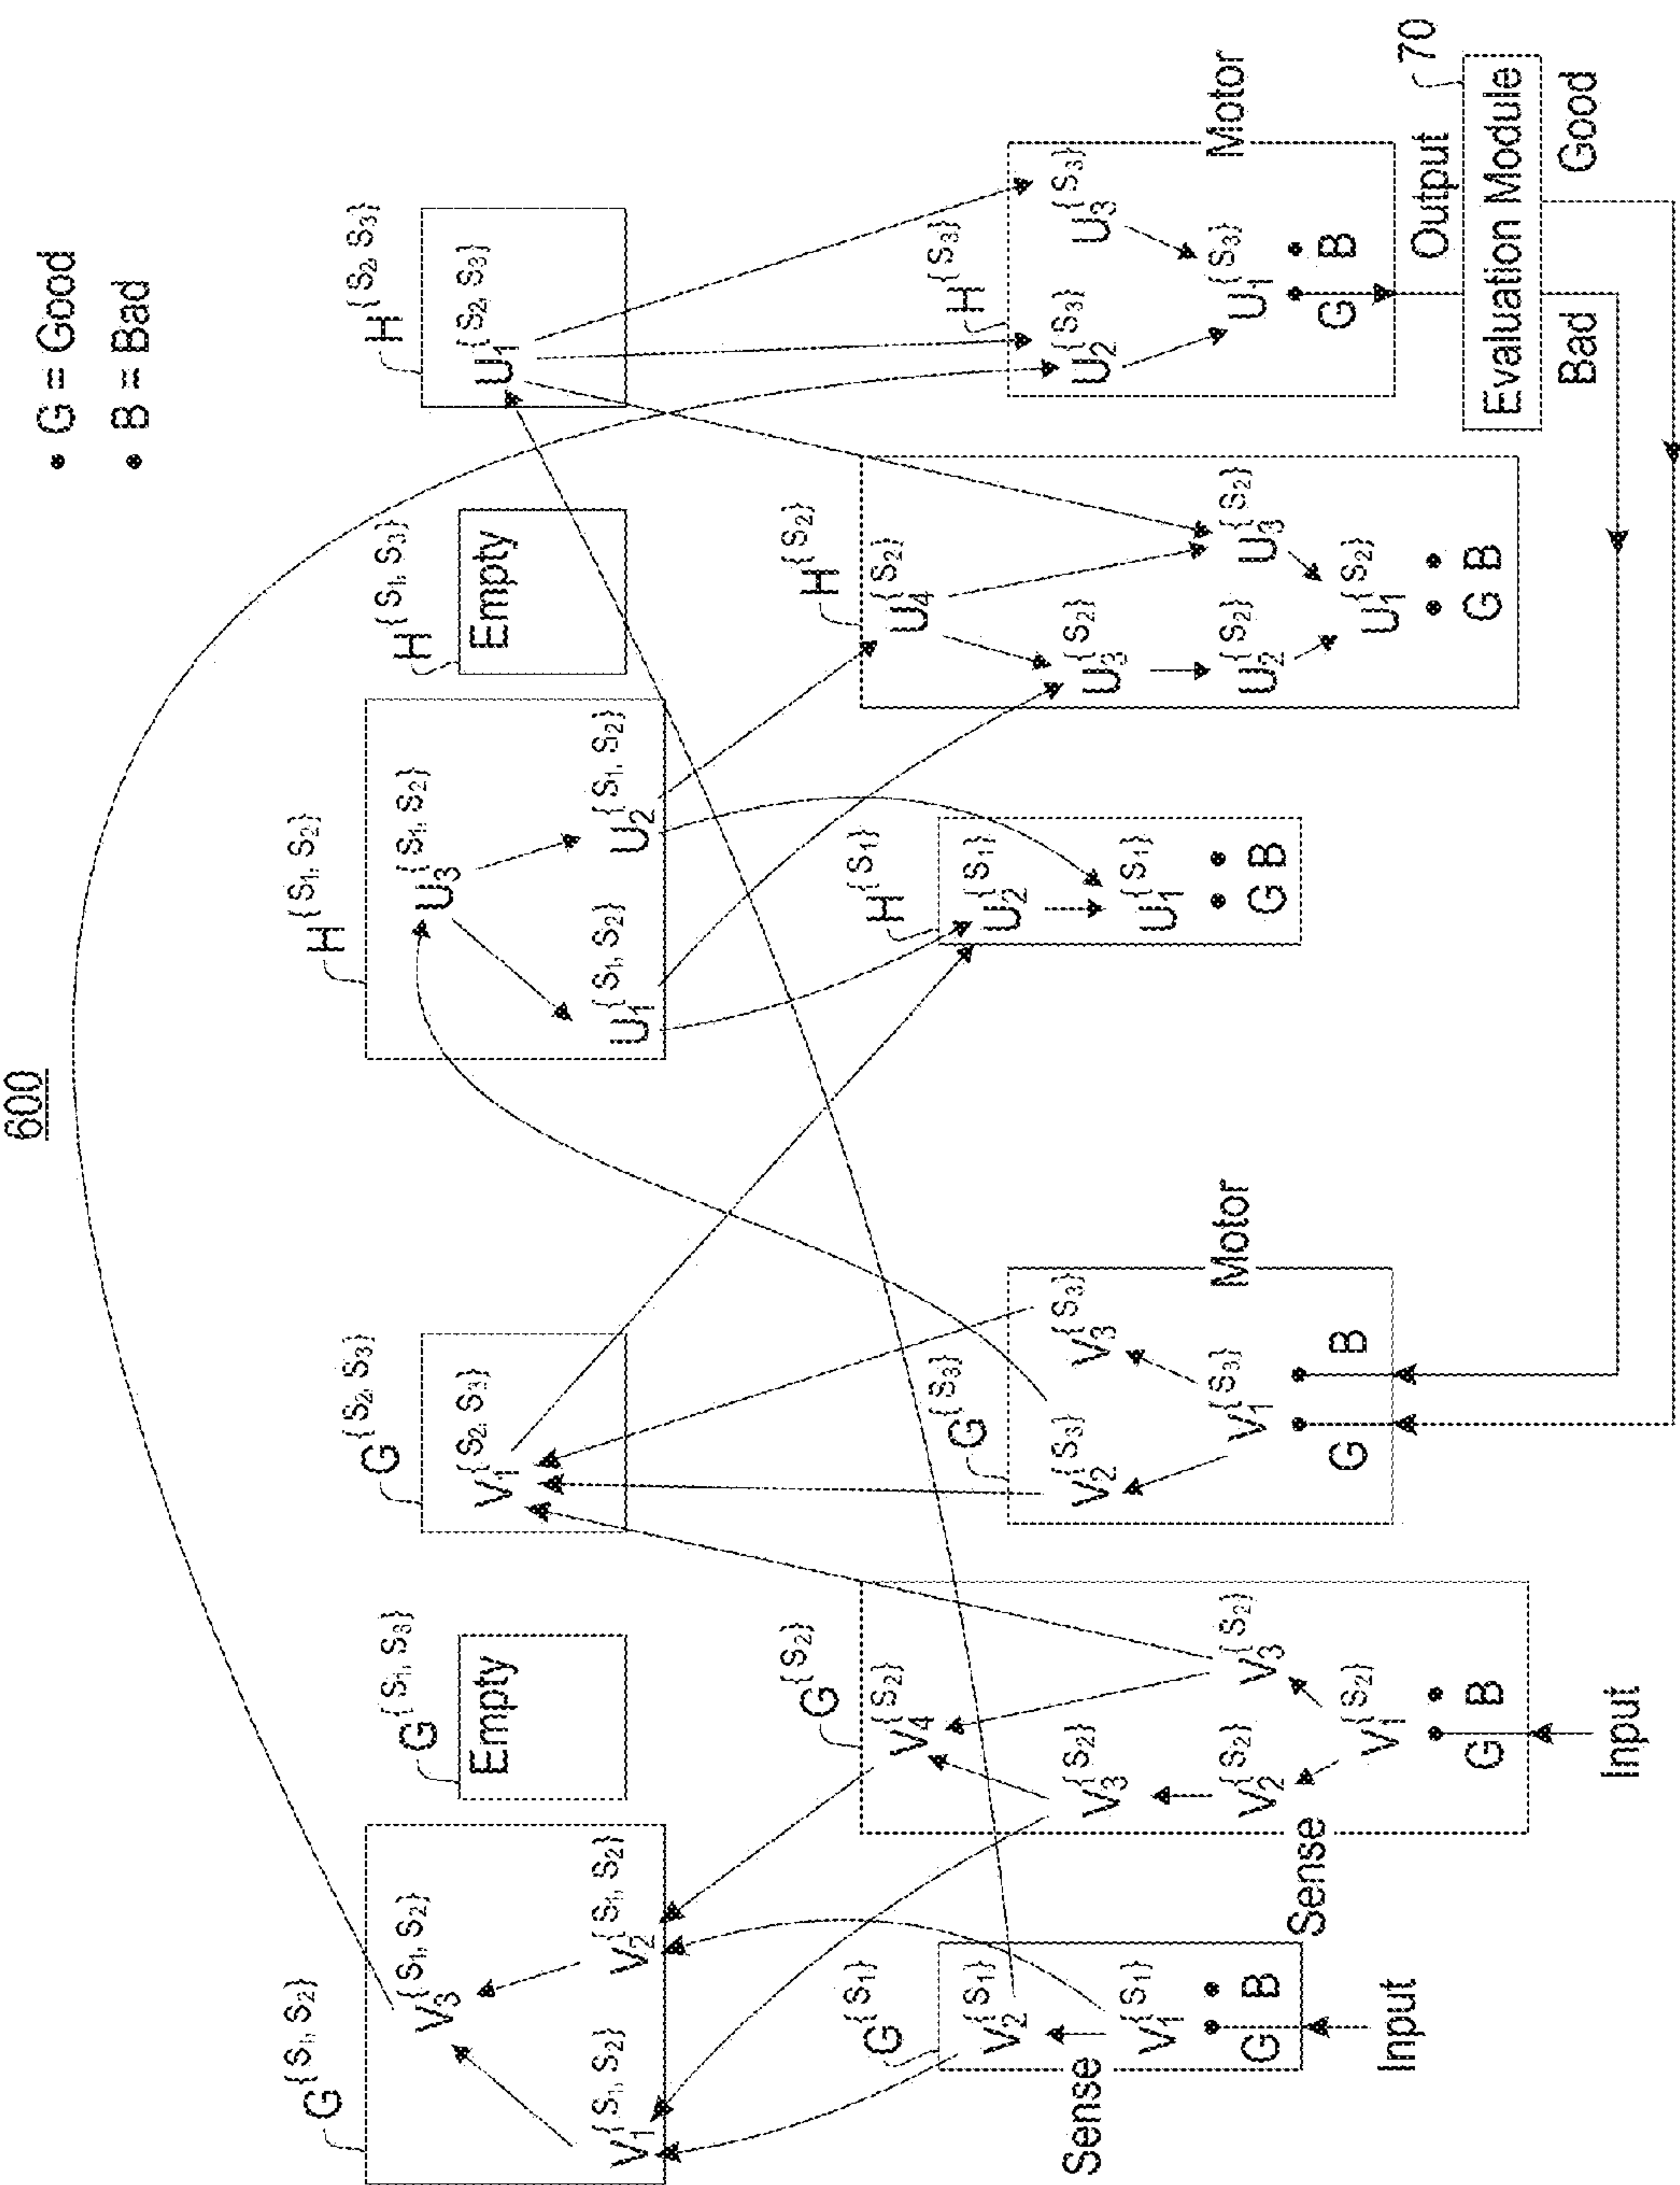 600
• G = Good
• B = Bad
G{S1, S2}
V3{S1, S2}
V1{S1, S2}
V2{S1, S2}
G{S1, S3}
Empty
G{S2, S3}
V1{S2, S3}
H{S1, S2}
U3{S1, S2}
U1{S1, S2}
U2{S1, S2}
H{S1, S3}
Empty
H{S2, S3}
U1{S2, S3}
G{S1}
V2{S1}
V1{S1}
G B
Sense
Input
G{S2}
V4{S2}
V3{S2}
V2{S2}
V3{S2}
V1{S2}
G B
Sense
Input
G{S3}
V2{S3}
V3{S3}
V1{S3}
G B
Motor
H{S1}
U2{S1}
U1{S1}
G B
H{S2}
U4{S2}
U3{S2}
U2{S2}
U3{S2}
U1{S2}
G B
H{S3}
U2{S3}
U3{S3}
U1{S3}
G B
Motor
Output
70
Evaluation Module
Bad
Good